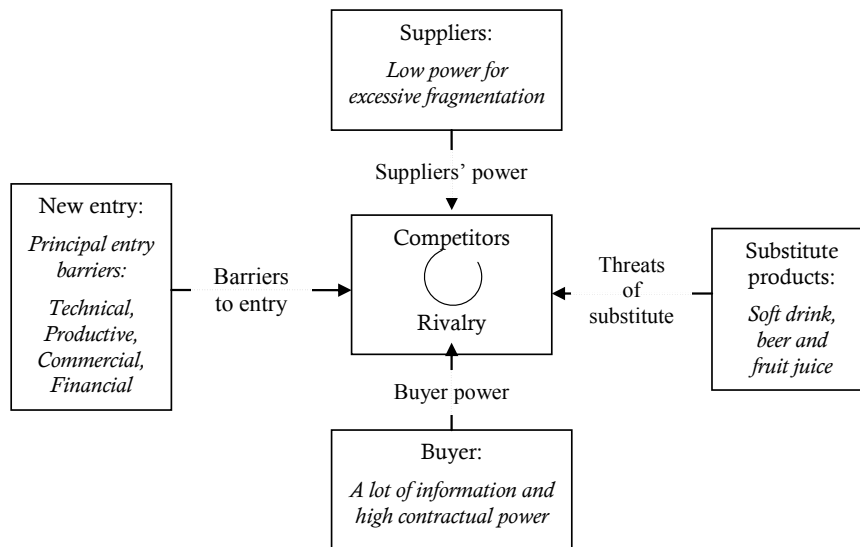 Suppliers:
Low power for
excessive fragmentation
Suppliers' power
New entry:
Principal entry
barriers:
Technical,
Productive,
Commercial,
Financial
Barriers
to entry
Competitors
Rivalry
Threats
of
substitute
Substitute
products:
Soft drink,
beer and
fruit juice
Buyer power
Buyer:
A lot of information and
high contractual power